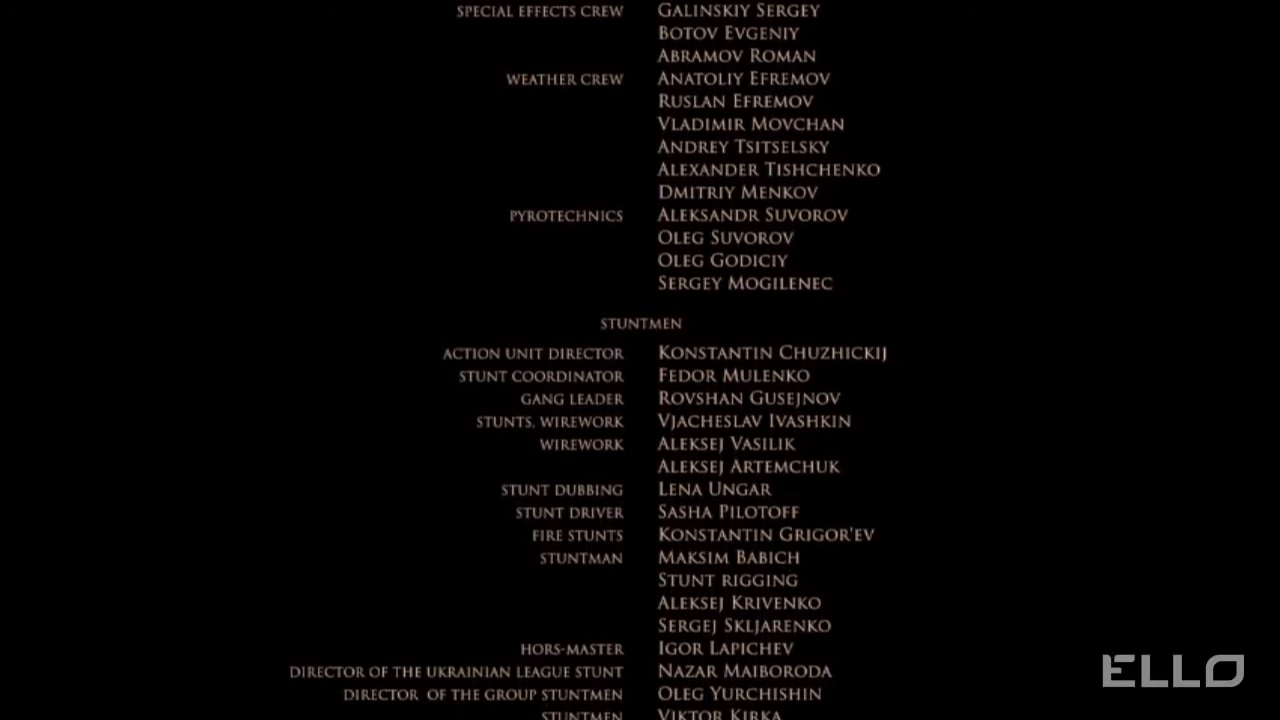 SPECIAL EFFECTS CREW GALINSKIY SERGEY
BOTOV EVGENIY
ABRAMOV ROMAN
WEATHER CREW ANATOLIY EFREMOV
RUSLAN EFREMOV
VLADIMIR MOVCHAN
ANDREY TSITSELSKY
ALEXANDER TISHCHENKO
DMITRIY MENKOV
PYROTECHNICS ALEKSANDR SUVOROV
OLEG SUVOROV
OLEG GODICIY
SERGEY MOGILENEC
STUNTMEN
ACTION UNIT DIRECTOR KONSTANTIN CHUZHICKIJ
STUNT COORDINATOR FEDOR MULENKO
GANG LEADER ROVSHAN GUSEJNOV
STUNTS, WIREWORK VJACHESLAV IVASHKIN
WIREWORK ALEKSEJ VASILIK
ALEKSEJ ARTEMCHUK
STUNT DUBBING LENA UNGAR
STUNT DRIVER SASHA PILOTOFF
FIRE STUNTS KONSTANTIN GRIGOR'EV
STUNTMAN MAKSIM BABICH
STUNT RIGGING
ALEKSEJ KRIVENKO
SERGEJ SKLJARENKO
HORS-MASTER IGOR LAPICHEV
DIRECTOR OF THE UKRAINIAN LEAGUE STUNT NAZAR MAIBORODA
DIRECTOR OF THE GROUP STUNTMEN OLEG YURCHISHIN
STUNTMEN VIKTOR KIRKA
ELLO